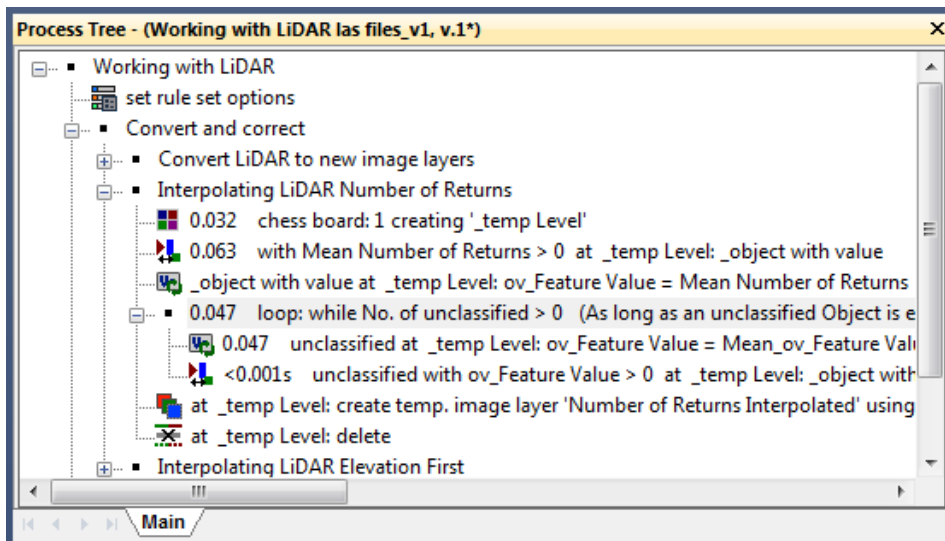 Process Tree - (Working with LiDAR las files_v1, v.1*)
Working with LiDAR
set rule set options
Convert and correct
Convert LiDAR to new image layers
Interpolating LiDAR Number of Returns
0.032 chess board: 1 creating '_temp Level'
0.063 with Mean Number of Returns > 0 at _temp Level: _object with value
_object with value at _temp Level: ov_Feature Value = Mean Number of Returns
0.047 loop: while No. of unclassified > 0 (As long as an unclassified Object is e
0.047 unclassified at _temp Level: ov_Feature Value = Mean_ov_Feature Val
<0.001s unclassified with ov_Feature Value > 0 at _temp Level: _object with
at _temp Level: create temp. image layer 'Number of Returns Interpolated' using
at _temp Level: delete
Interpolating LiDAR Elevation First
Main